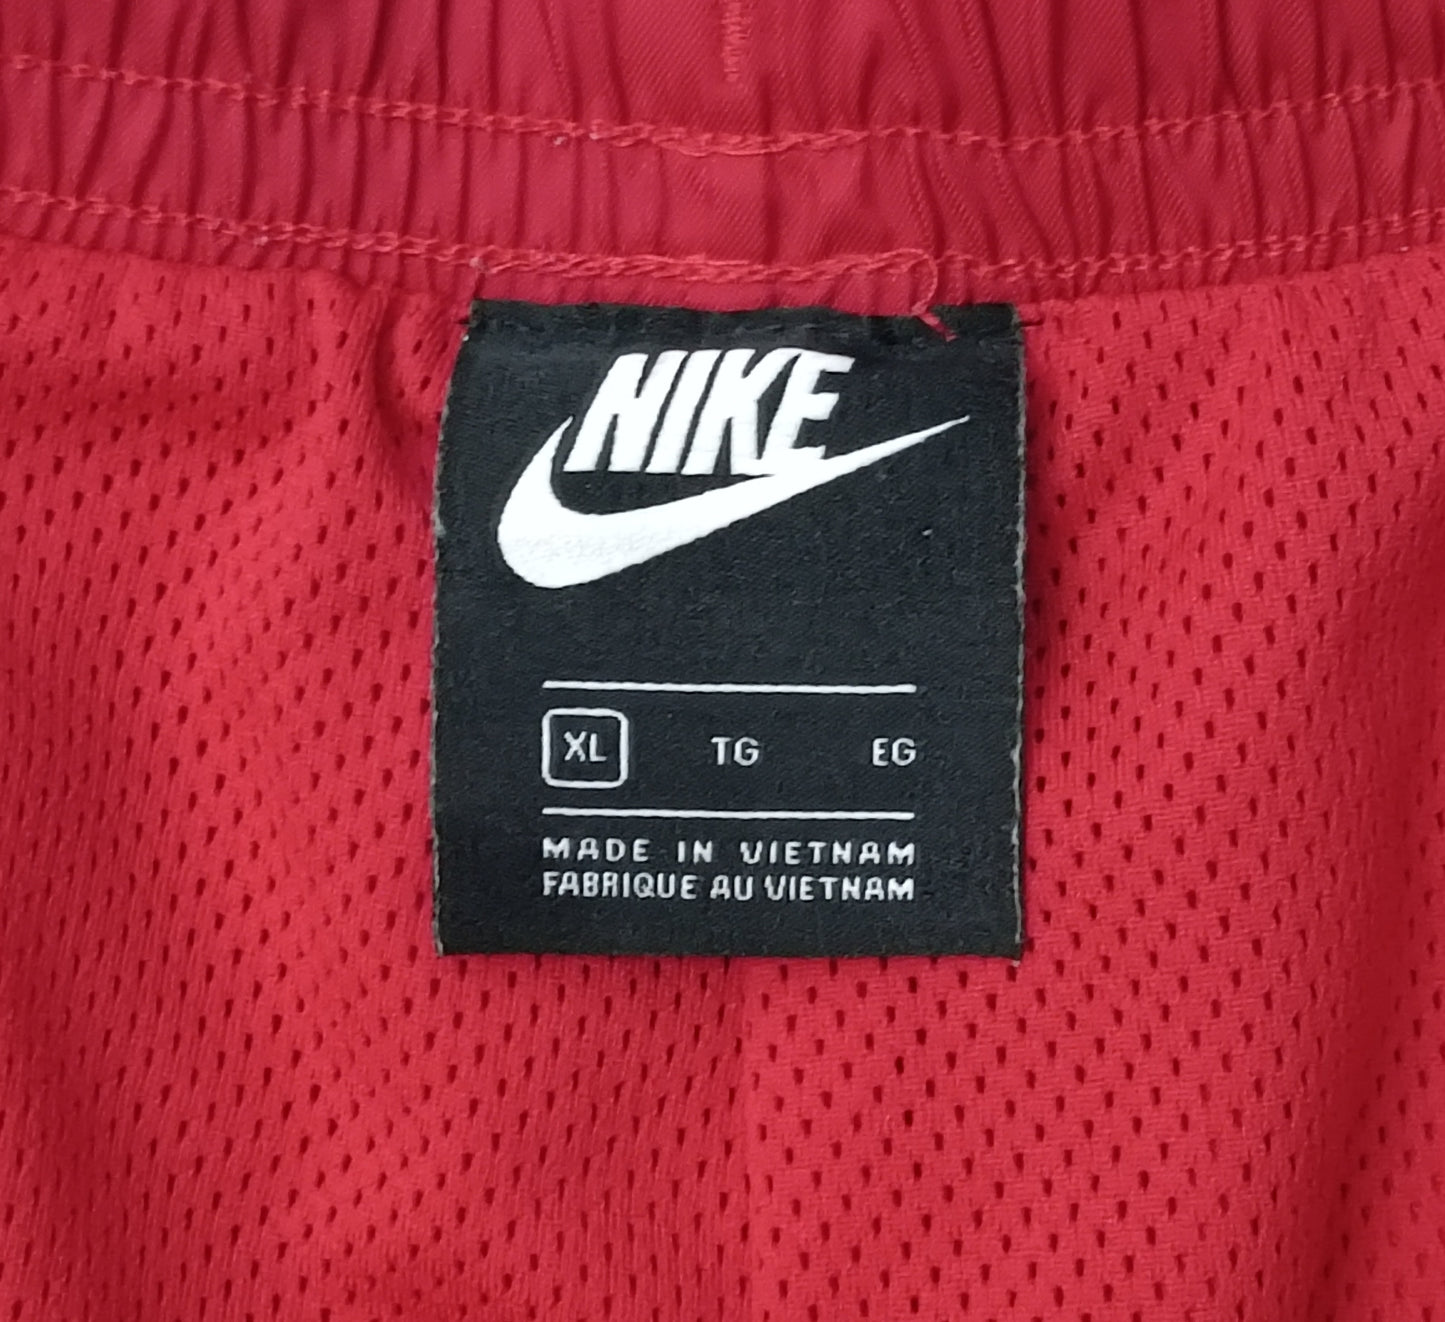 NIKE
XL TG EG
MADE IN VIETNAM
FABRIQUE AU VIETNAM